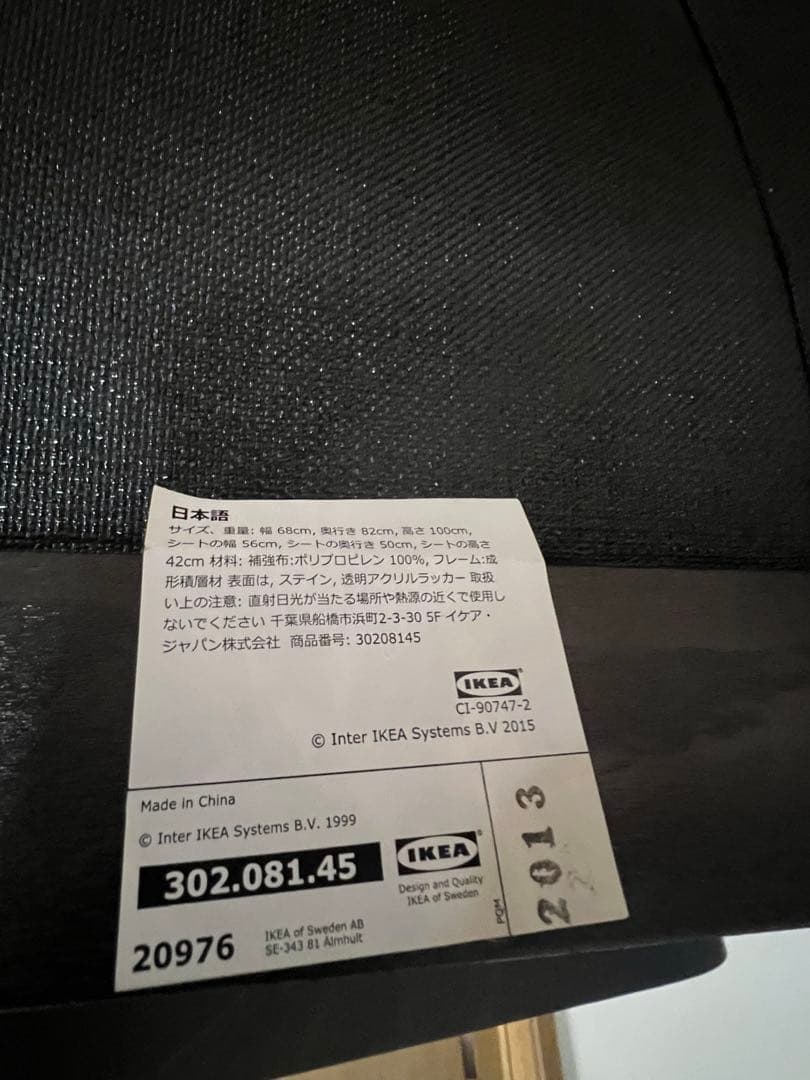 日本語
サイズ、重量: 幅 68cm, 奥行き 82cm, 高さ 100cm,
シートの幅 56cm, シートの奥行き 50cm, シートの高さ
42cm 材料: 補強布:ポリプロピレン 100%, フレーム:成
形積層材 表面は, ステイン, 透明アクリルラッカー 取扱
い上の注意: 直射日光が当たる場所や熱源の近くで使用し
ないでください 千葉県船橋市浜町2-3-30 5F イケア・
ジャパン株式会社 商品番号: 30208145
IKEA®
CI-90747-2
© Inter IKEA Systems B.V 2015
Made in China
© Inter IKEA Systems B.V. 1999
302.081.45
IKEA®
Design and Quality
IKEA of Sweden
20976
IKEA of Sweden AB
SE-343 81 Älmhult
PQM
2013